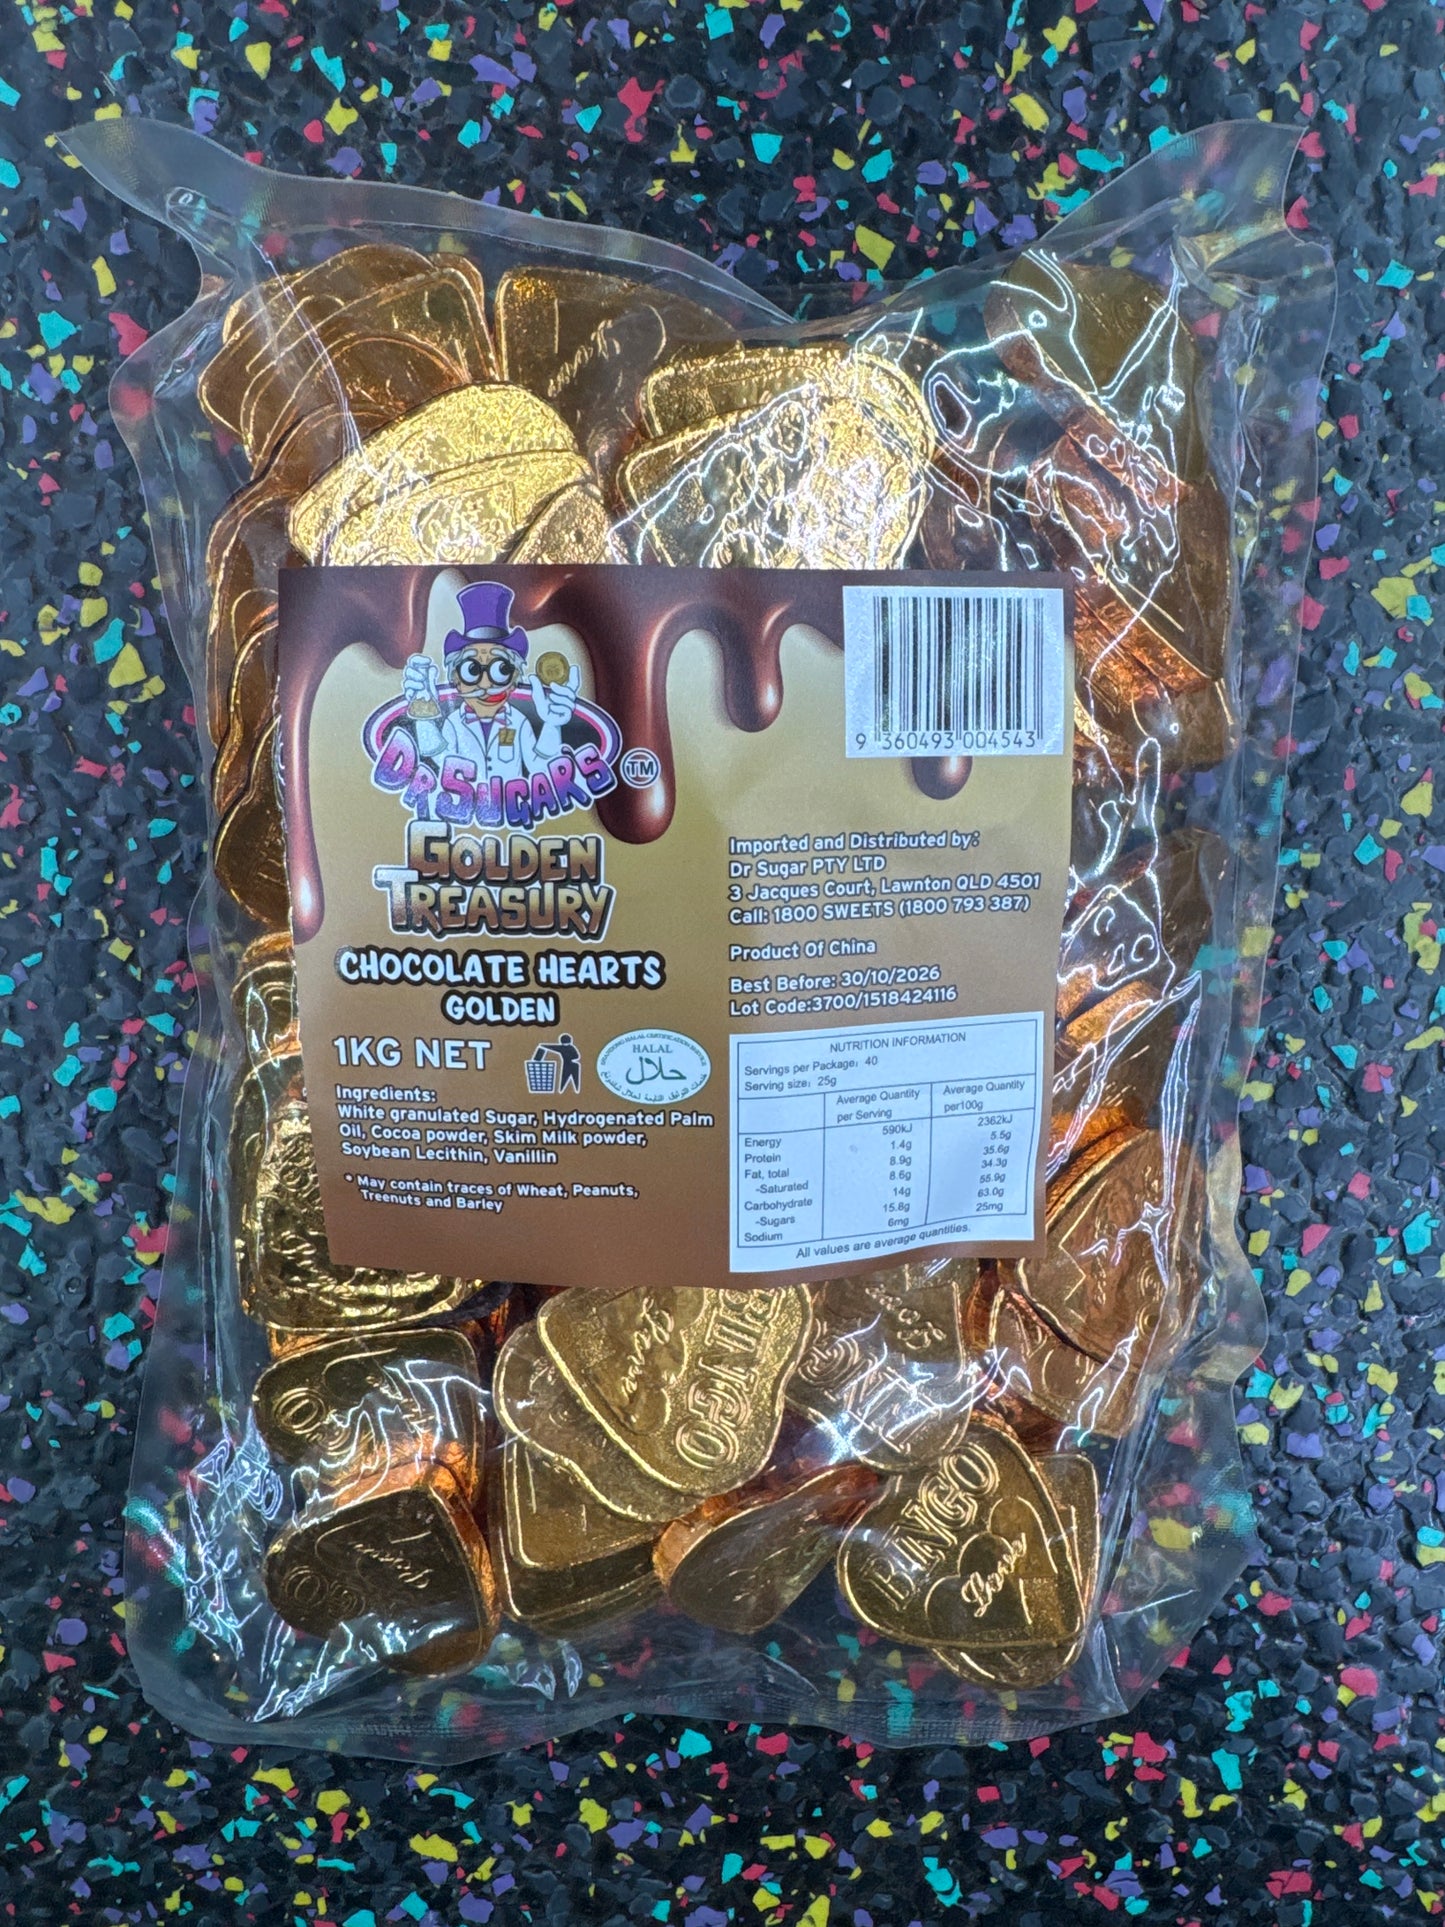 DR SUGAR'S
TM
GOLDEN
TREASURY
CHOCOLATE HEARTS
GOLDEN
1KG NET
HALAL
حلال
Ingredients:
White granulated Sugar, Hydrogenated Palm
Oil, Cocoa powder, Skim Milk powder,
Soybean Lecithin, Vanillin
* May contain traces of Wheat, Peanuts,
Treenuts and Barley
9 360493 004543
Imported and Distributed by:
Dr Sugar PTY LTD
3 Jacques Court, Lawnton QLD 4501
Call: 1800 SWEETS (1800 793 387)
Product Of China
Best Before: 30/10/2026
Lot Code:3700/1518424116
NUTRITION INFORMATION
Servings per Package: 40
Serving size: 25g
Average Quantity per Serving Average Quantity per100g
Energy 590kJ 2362kJ
Protein 1.4g 5.5g
Fat, total 8.9g 35.6g
-Saturated 8.6g 34.3g
Carbohydrate 14g 55.9g
-Sugars 15.8g 63.0g
Sodium 6mg 25mg
All values are average quantities.
BINGO
Love
BINGO
Love